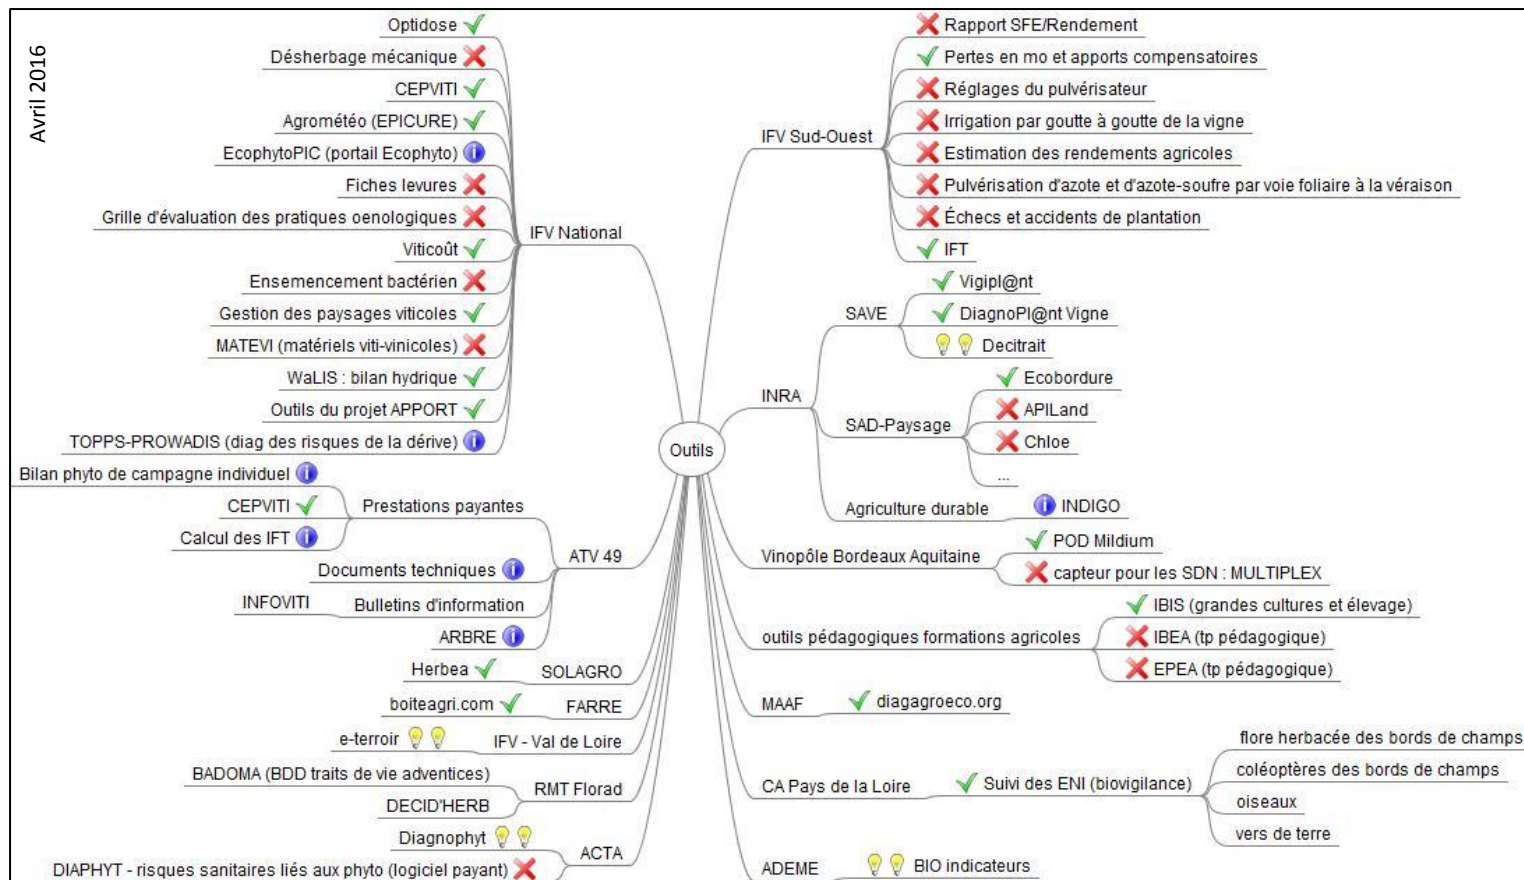 Avril 2016
Outils
IFV National
Optidose
Désherbage mécanique
CEPVITI
Agrométéo (EPICURE)
EcophytoPIC (portail Ecophyto)
Fiches levures
Grille d'évaluation des pratiques oenologiques
Viticoût
Ensemencement bactérien
Gestion des paysages viticoles
MATEVI (matériels viti-vinicoles)
WaLIS : bilan hydrique
Outils du projet APPORT
TOPPS-PROWADIS (diag des risques de la dérive)
ATV 49
Prestations payantes
Bilan phyto de campagne individuel
CEPVITI
Calcul des IFT
Documents techniques
Bulletins d'information
INFOVITI
ARBRE
SOLAGRO
Herbea
FARRE
boiteagri.com
IFV - Val de Loire
e-terroir
RMT Florad
BADOMA (BDD traits de vie adventices)
DECID'HERB
ACTA
Diagnophyt
DIAPHYT - risques sanitaires liés aux phyto (logiciel payant)
IFV Sud-Ouest
Rapport SFE/Rendement
Pertes en mo et apports compensatoires
Réglages du pulvérisateur
Irrigation par goutte à goutte de la vigne
Estimation des rendements agricoles
Pulvérisation d'azote et d'azote-soufre par voie foliaire à la véraison
Échecs et accidents de plantation
IFT
INRA
SAVE
Vigipl@nt
DiagnoPl@nt Vigne
Decitrait
SAD-Paysage
Ecobordure
APILand
Chloe
...
Agriculture durable
INDIGO
Vinopôle Bordeaux Aquitaine
POD Mildium
capteur pour les SDN : MULTIPLEX
outils pédagogiques formations agricoles
IBIS (grandes cultures et élevage)
IBEA (tp pédagogique)
EPEA (tp pédagogique)
MAAF
diagagroeco.org
CA Pays de la Loire
Suivi des ENI (biovigilance)
flore herbacée des bords de champs
coléoptères des bords de champs
oiseaux
vers de terre
ADEME
BIO indicateurs